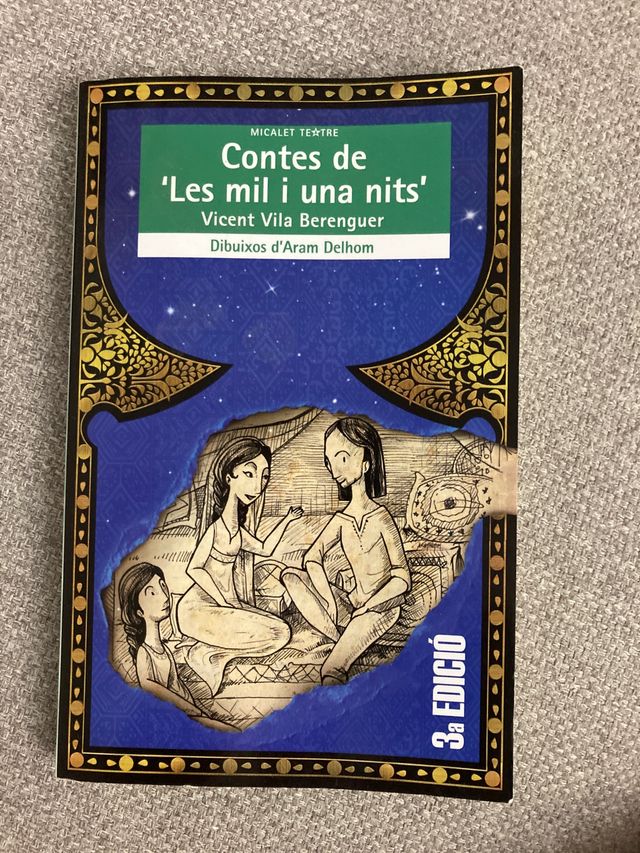 MICALET TEATRE
Contes de
'Les mil i una nits'
Vicent Vila Berenguer
Dibuixos d'Aram Delhom
3a EDICIÓ